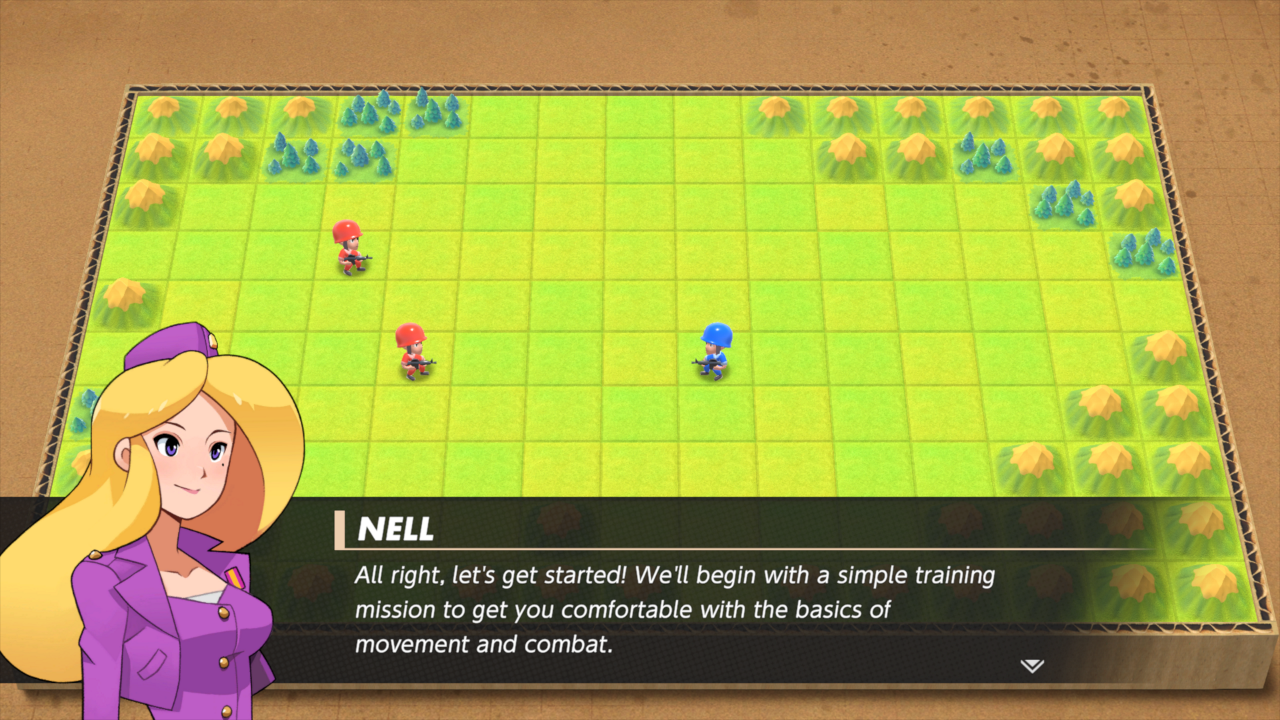 NELL
All right, let's get started! We'll begin with a simple training
mission to get you comfortable with the basics of
movement and combat.